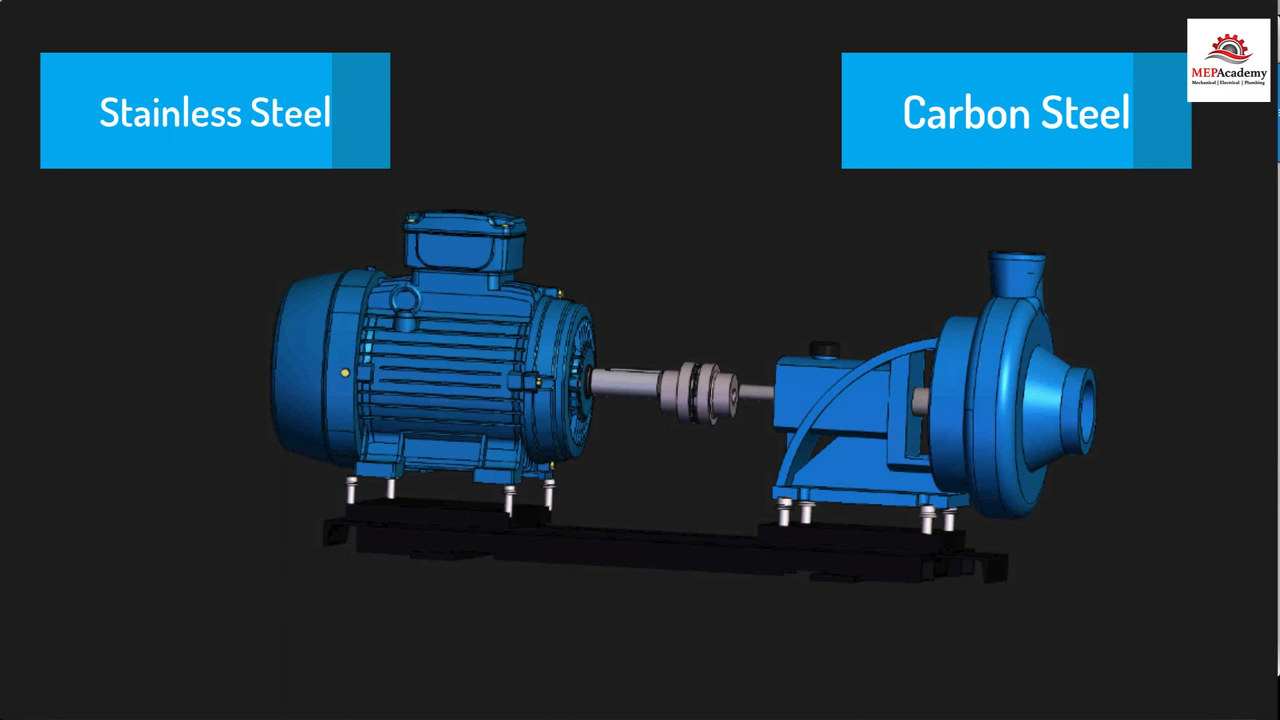 Stainless Steel
Carbon Steel
MEPAcademy
Mechanical | Electrical | Plumbing